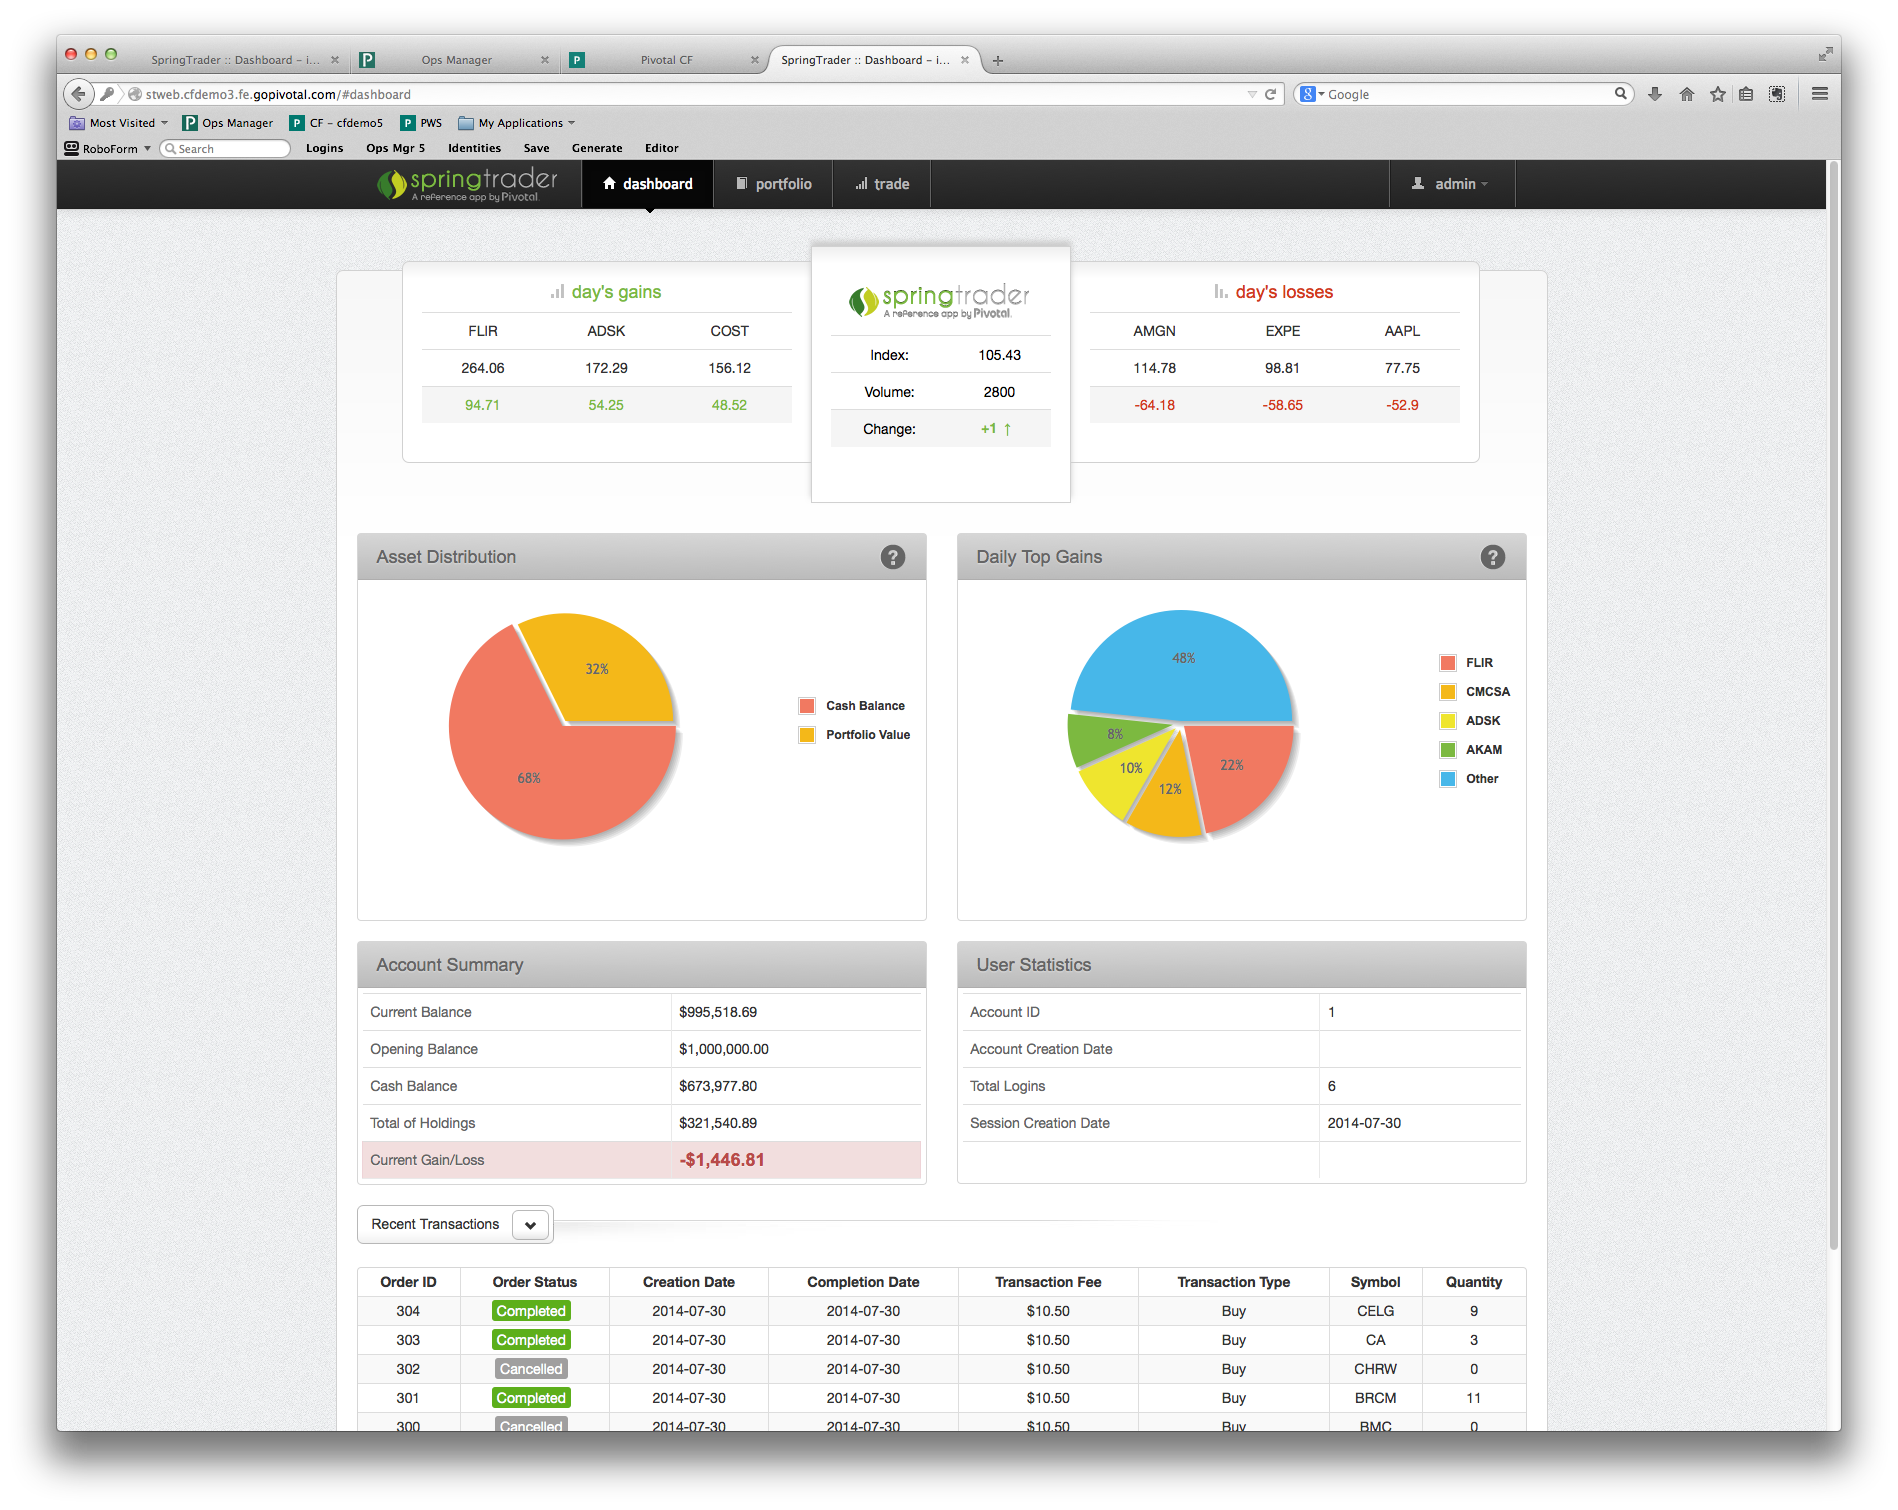 SpringTrader :: Dashboard – i...
Ops Manager
Pivotal CF
SpringTrader :: Dashboard – i...
stweb.cfdemo3.fe.gopivotal.com/#dashboard
Google
Most Visited
Ops Manager
CF – cfdemo5
PWS
My Applications
RoboForm
Search
Logins
Ops Mgr 5
Identities
Save
Generate
Editor
springtrader
A reference app by Pivotal.
dashboard
portfolio
trade
admin
day's gains
FLIR ADSK COST
264.06 172.29 156.12
94.71 54.25 48.52
springtrader
A reference app by Pivotal.
Index: 105.43
Volume: 2800
Change: +1 ↑
day's losses
AMGN EXPE AAPL
114.78 98.81 77.75
-64.18 -58.65 -52.9
Asset Distribution ?
32%
68%
Cash Balance
Portfolio Value
Daily Top Gains ?
48%
8%
10%
12%
22%
FLIR
CMCSA
ADSK
AKAM
Other
Account Summary
Current Balance $995,518.69
Opening Balance $1,000,000.00
Cash Balance $673,977.80
Total of Holdings $321,540.89
Current Gain/Loss -$1,446.81
User Statistics
Account ID 1
Account Creation Date
Total Logins 6
Session Creation Date 2014-07-30
Recent Transactions
Order ID Order Status Creation Date Completion Date Transaction Fee Transaction Type Symbol Quantity
304 Completed 2014-07-30 2014-07-30 $10.50 Buy CELG 9
303 Completed 2014-07-30 2014-07-30 $10.50 Buy CA 3
302 Cancelled 2014-07-30 2014-07-30 $10.50 Buy CHRW 0
301 Completed 2014-07-30 2014-07-30 $10.50 Buy BRCM 11
300 Cancelled 2014-07-30 2014-07-30 $10.50 Buy BMC 0